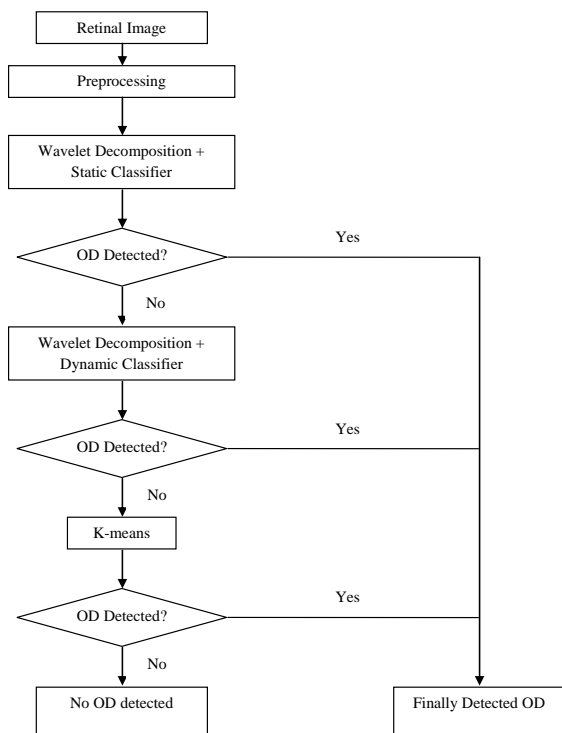 Retinal Image
Preprocessing
Wavelet Decomposition +
Static Classifier
OD Detected?
Yes
No
Wavelet Decomposition +
Dynamic Classifier
OD Detected?
Yes
No
K-means
OD Detected?
Yes
No
No OD detected
Finally Detected OD